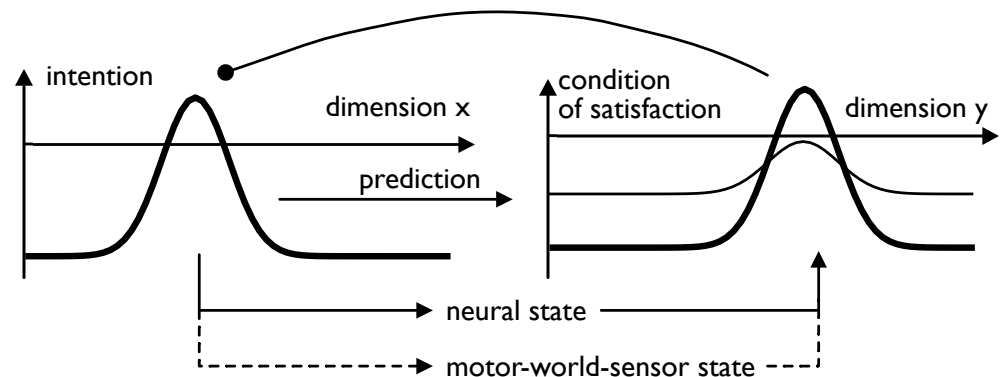 intention
dimension x
prediction
condition
of satisfaction
dimension y
neural state
motor-world-sensor state